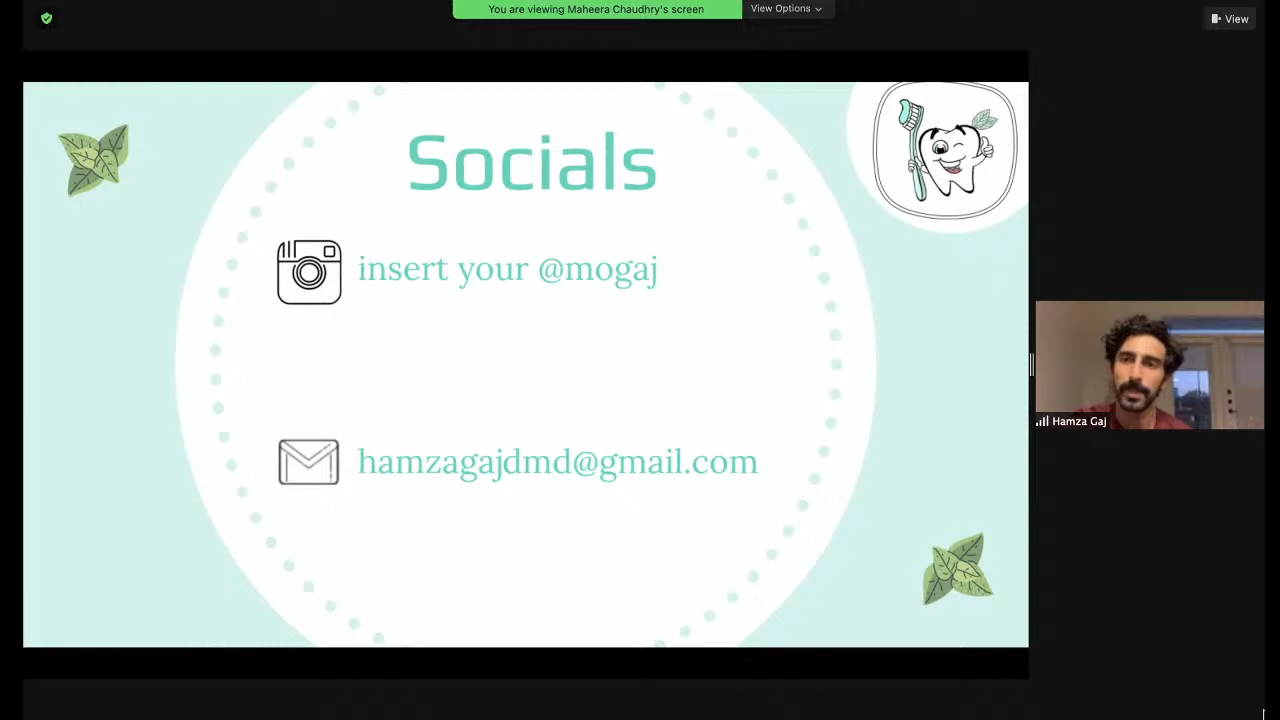 You are viewing Maheera Chaudhry's screen
View Options
View
Socials
insert your @mogaj
hamzagajdmd@gmail.com
Hamza Gaj